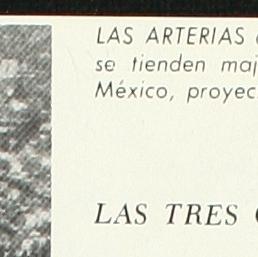 LAS ARTERIAS
se tienden maj
México, proyec
LAS TRES